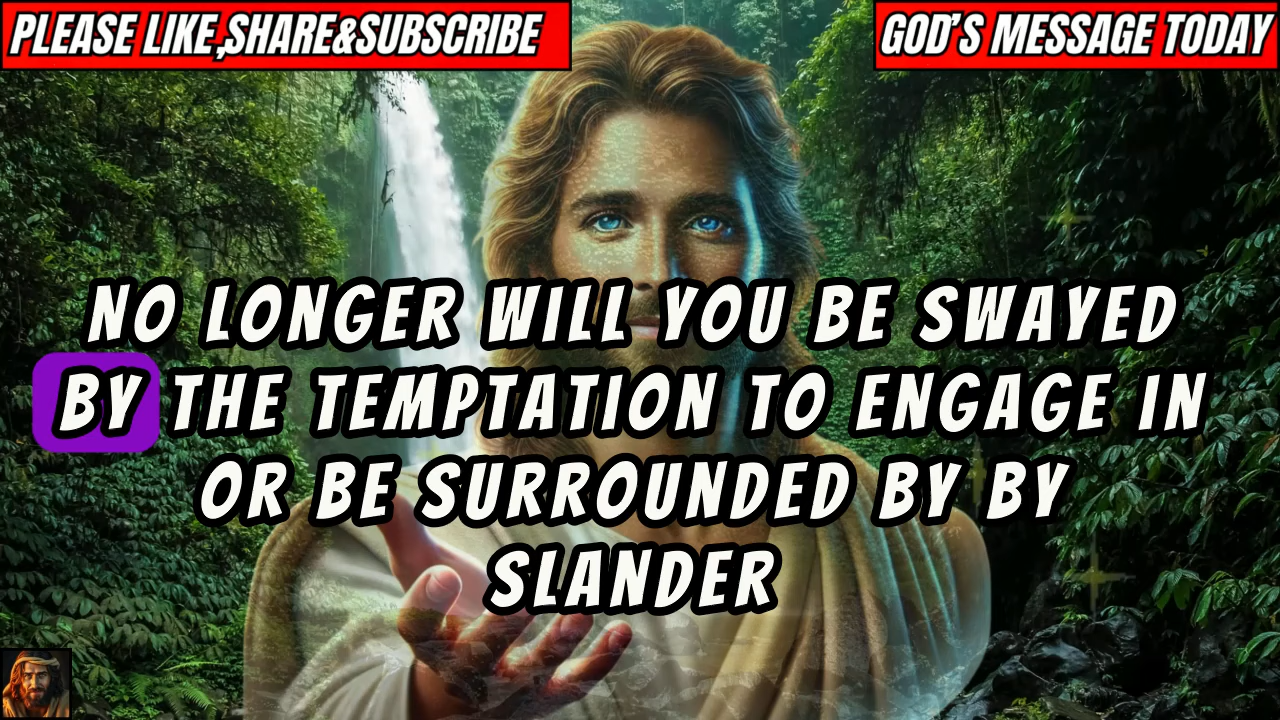 PLEASE LIKE,SHARE&SUBSCRIBE
GOD'S MESSAGE TODAY
NO LONGER WILL YOU BE SWAYED
BY THE TEMPTATION TO ENGAGE IN
OR BE SURROUNDED BY BY
SLANDER